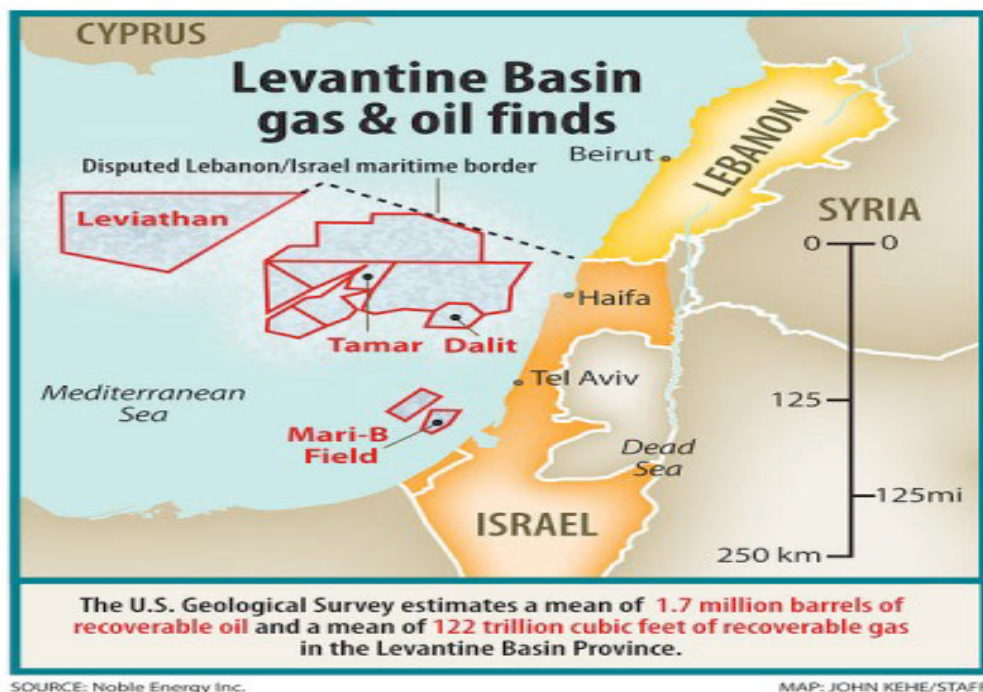 CYPRUS
Levantine Basin
gas & oil finds
Disputed Lebanon/Israel maritime border
Beirut
LEBANON
Leviathan
SYRIA
0 0
Haifa
Tamar Dalit
Mediterranean
Sea
Tel Aviv
125
Mari-B
Field
Dead
Sea
125mi
ISRAEL
250 km
The U.S. Geological Survey estimates a mean of 1.7 million barrels of
recoverable oil and a mean of 122 trillion cubic feet of recoverable gas
in the Levantine Basin Province.
SOURCE: Noble Energy Inc. MAP: JOHN KEHE/STAFF